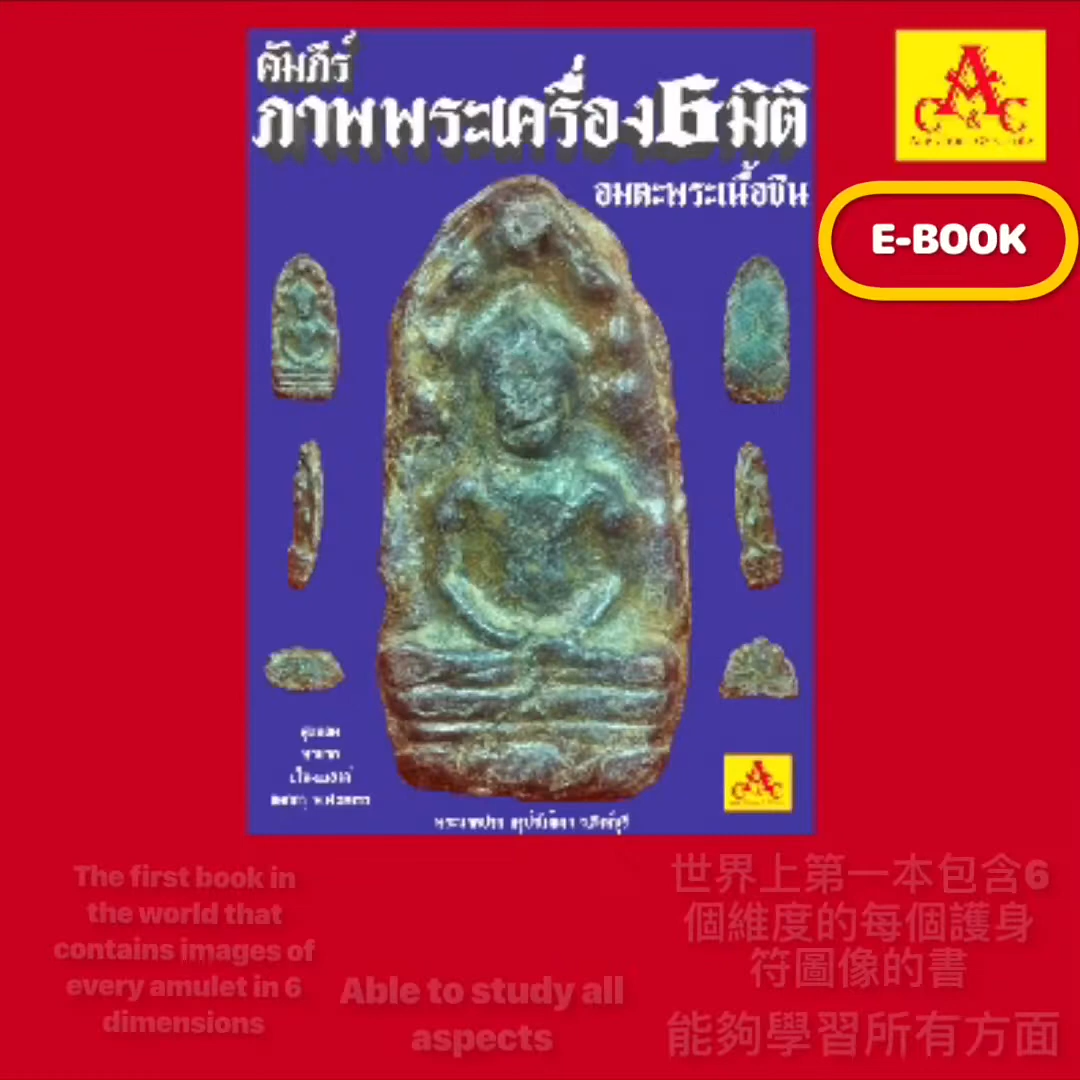 คัมภีร์
ภาพพระเครื่อง6มิติ
อมตะพระเนื้อชิน
A
C & C
E-BOOK
A
C & C
The first book in
the world that
contains images of
every amulet in 6
dimensions
Able to study all
aspects
世界上第一本包含6
個維度的每個護身
符圖像的書
能夠學習所有方面